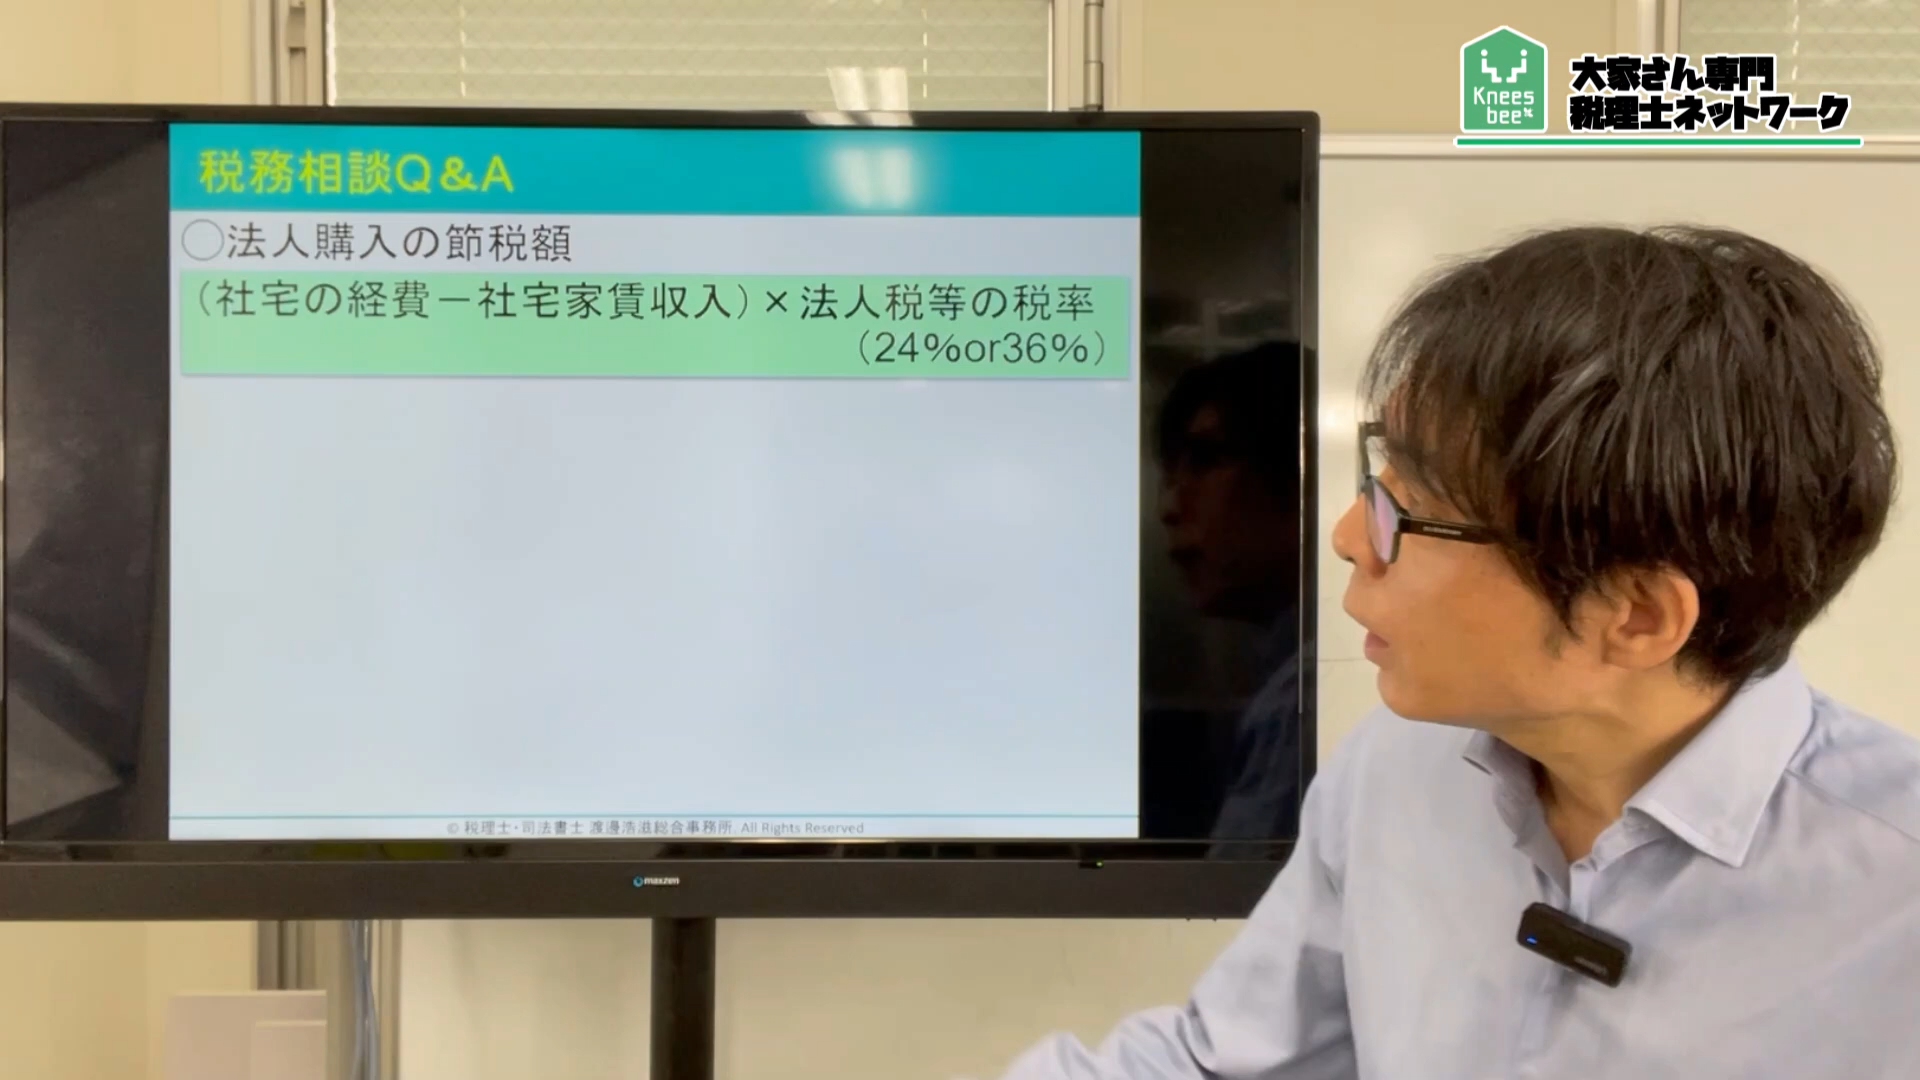 Knees
bee
大家さん専門
税理士ネットワーク
税務相談Q&A
○法人購入の節税額
（社宅の経費－社宅家賃収入）×法人税等の税率
（24%or36%）
© 税理士・司法書士 渡邊浩滋総合事務所. All Rights Reserved
maxzen